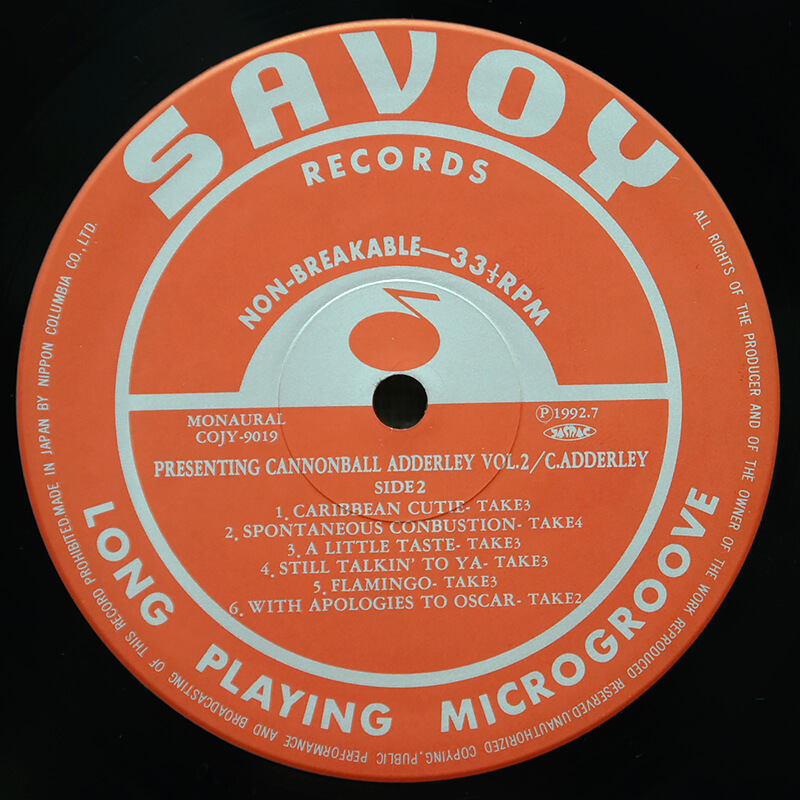 SAVOY
RECORDS
NON-BREAKABLE—33⅓RPM
MONAURAL
COJY-9019
Ⓟ1992.7
JASRAC
PRESENTING CANNONBALL ADDERLEY VOL.2/C.ADDERLEY
SIDE2
1. CARIBBEAN CUTIE- TAKE3
2. SPONTANEOUS CONBUSTION- TAKE4
3. A LITTLE TASTE- TAKE3
4. STILL TALKIN' TO YA- TAKE3
5. FLAMINGO- TAKE3
6. WITH APOLOGIES TO OSCAR- TAKE2
LONG PLAYING MICROGROOVE
ALL RIGHTS OF THE PRODUCER AND OF THE OWNER OF THE WORK REPRODUCED RESERVED.UNAUTHORIZED COPYING,PUBLIC PERFORMANCE AND BROADCASTING OF THIS RECORD PROHIBITED.MADE IN JAPAN BY NIPPON COLUMBIA CO.,LTD.